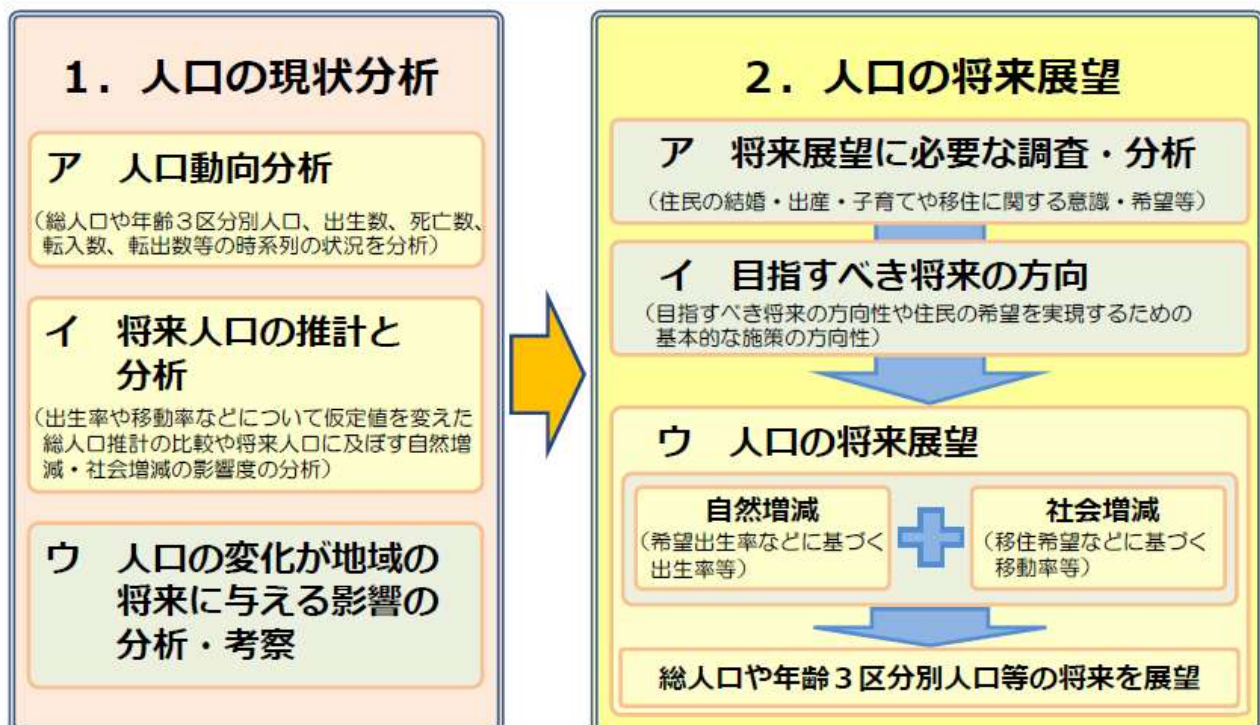 １．人口の現状分析
ア　人口動向分析
（総人口や年齢３区分別人口、出生数、死亡数、
転入数、転出数等の時系列の状況を分析）
イ　将来人口の推計と
分析
（出生率や移動率などについて仮定値を変えた
総人口推計の比較や将来人口に及ぼす自然増
減・社会増減の影響度の分析）
ウ　人口の変化が地域の
将来に与える影響の
分析・考察
２．人口の将来展望
ア　将来展望に必要な調査・分析
（住民の結婚・出産・子育てや移住に関する意識・希望等）
イ　目指すべき将来の方向
（目指すべき将来の方向性や住民の希望を実現するための
基本的な施策の方向性）
ウ　人口の将来展望
自然増減
（希望出生率などに基づく
出生率等）
社会増減
（移住希望などに基づく
移動率等）
総人口や年齢３区分別人口等の将来を展望